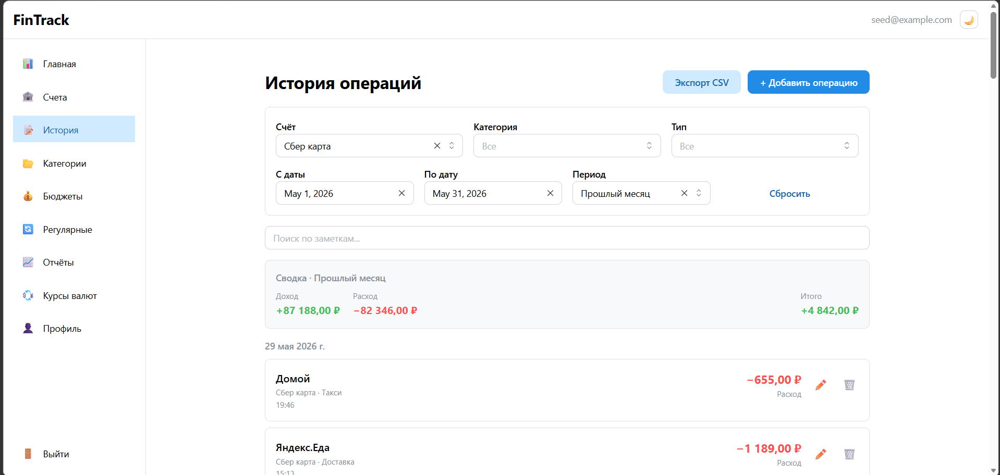 FinTrack
seed@example.com
Главная
Счета
История
Категории
Бюджеты
Регулярные
Отчёты
Курсы валют
Профиль
Выйти
История операций
Экспорт CSV
+ Добавить операцию
Счёт
Категория
Тип
Сбер карта
Все
Все
С даты
По дату
Период
May 1, 2026
May 31, 2026
Прошлый месяц
Сбросить
Поиск по заметкам...
Сводка · Прошлый месяц
Доход
Расход
Итого
+87 188,00 ₽
−82 346,00 ₽
+4 842,00 ₽
29 мая 2026 г.
Домой
−655,00 ₽
Сбер карта · Такси
Расход
19:46
Яндекс.Еда
−1 189,00 ₽
Сбер карта · Доставка
Расход
15:13